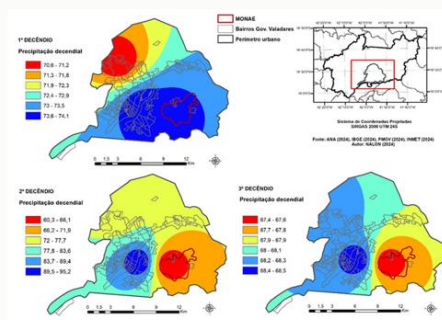 1º DECÊNDIO
Precipitação decendial
70,6 - 71,2
71,3 - 71,8
71,9 - 72,3
72,4 - 72,9
73 - 73,5
73,6 - 74,1
MONAE
Bairros Gov. Valadares
Perímetro urbano
Sistema de Coordenadas Projetadas
SIRGAS 2000 UTM 24S
Fonte: ANA (2024), IBGE (2024), PMGV (2024), INMET (2024)
2º DECÊNDIO
Precipitação decendial
60,3 - 66,1
66,2 - 71,9
72 - 77,7
77,8 - 83,6
83,7 - 89,4
89,5 - 95,2
3º DECÊNDIO
Precipitação decendial
67,4 - 67,6
67,7 - 67,8
67,9 - 67,9
68 - 68,1
68,2 - 68,3
68,4 - 68,5